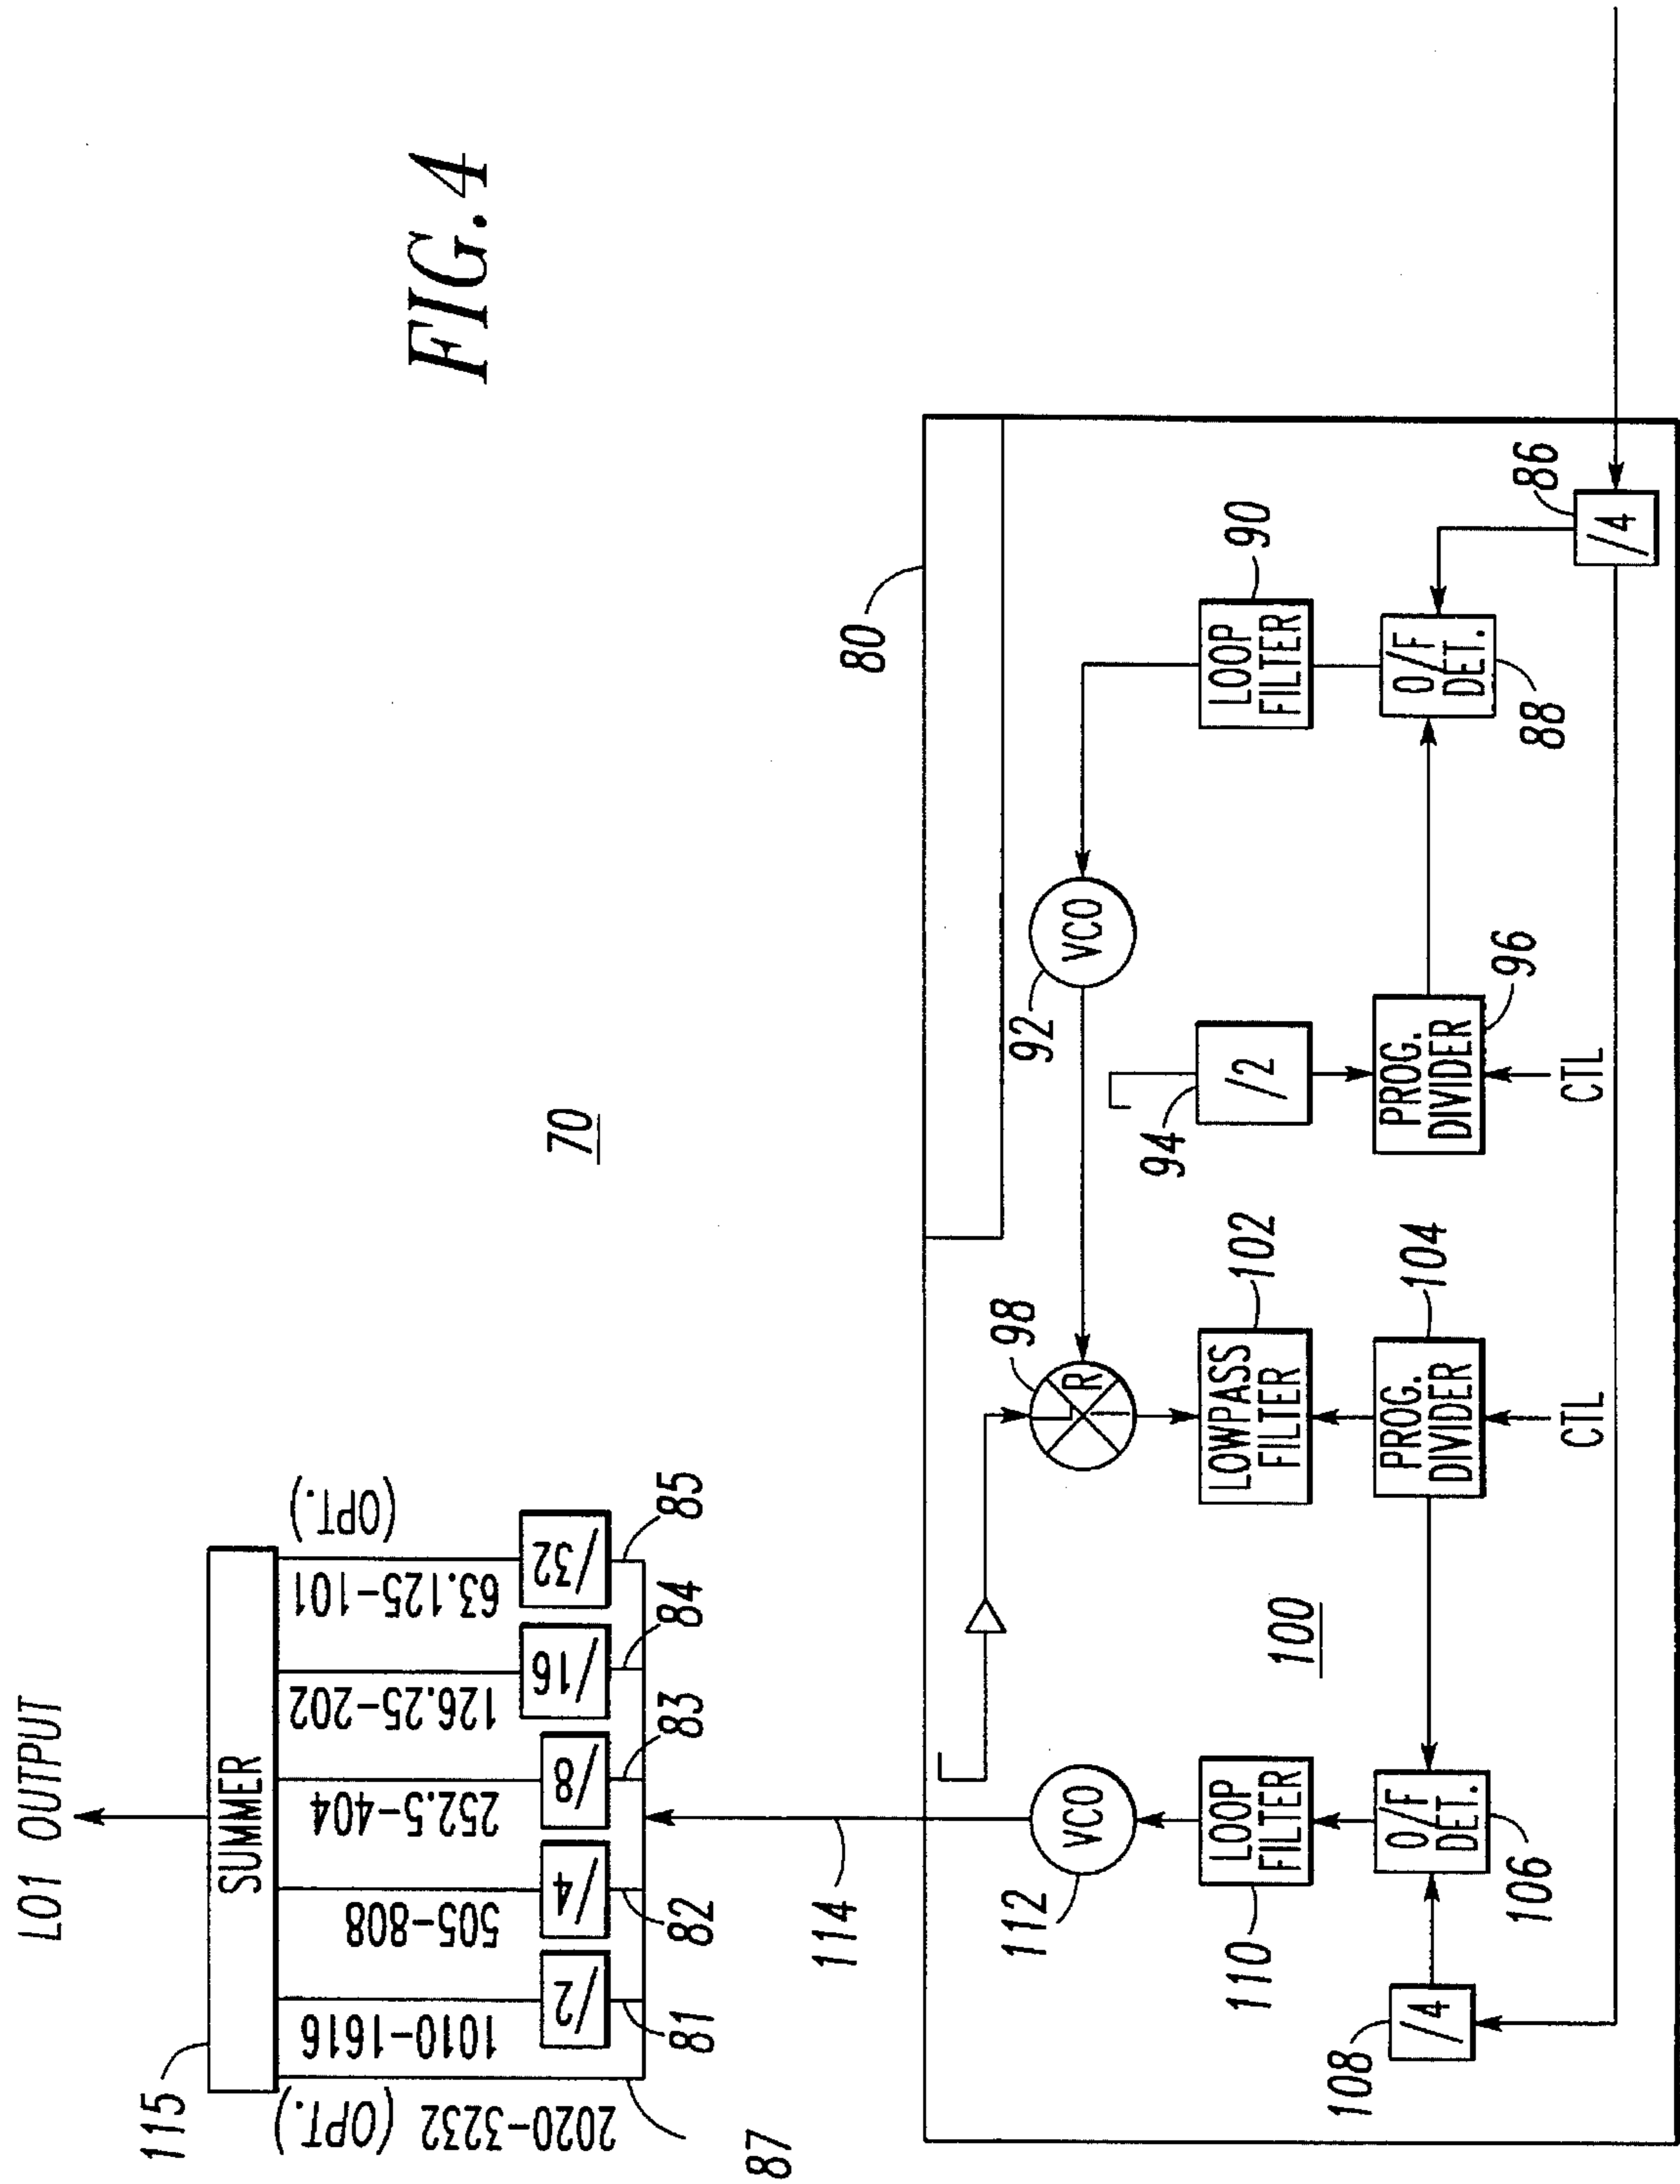 FIG. 4
70
LO1 OUTPUT
115
SUMMER
2020-3232 (OPT.)
1010-1616
505-808
252.5-404
126.25-202
63.125-101
(OPT.)
/2
/4
/8
/16
/32
87
81
82
83
84
85
114
80
112
VCO
98
L
R
I
92
VCO
110
LOOP
FILTER
100
LOWPASS
FILTER
102
94
/2
LOOP
FILTER
90
108
/4
O/F
DET.
106
PROG.
DIVIDER
104
CTL
PROG.
DIVIDER
96
CTL
O/F
DET.
88
/4
86